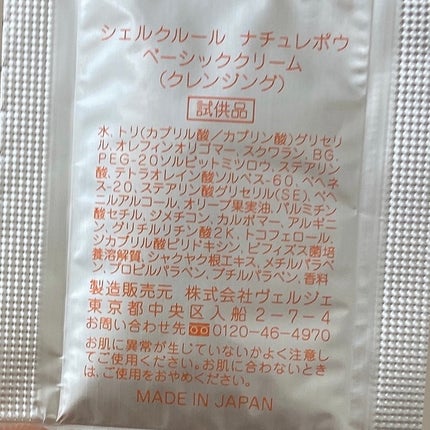 シェルクルール ナチュレポウ
ベーシッククリーム
(クレンジング)
試供品
水、トリ(カプリル酸/カプリン酸)グリセリ
ル、オレフィンオリゴマー、スクワラン、BG、
PEG-20ソルビットミツロウ、ステアリン
酸、テトラオレイン酸ソルベス-60、ベヘネ
ス-20、ステアリン酸グリセリル(SE)、ベヘ
ニルアルコール、オリーブ果実油、パルミチン
酸セチル、ジメチコン、カルボマー、アルギニ
ン、グリチルリチン酸2K、トコフェロール、
ジカプリル酸ピリドキシン、ビフィズス菌培
養溶解質、シャクヤク根エキス、メチルパラベ
ン、プロピルパラベン、ブチルパラベン、香料
製造販売元 株式会社ヴェルジェ
東京都中央区入船2-7-4
お問い合わせ先 0120-46-4970
お肌に異常が生じていないかよく注意し
てご使用ください。お肌に合わないとき
は、ご使用をおやめください。
MADE IN JAPAN